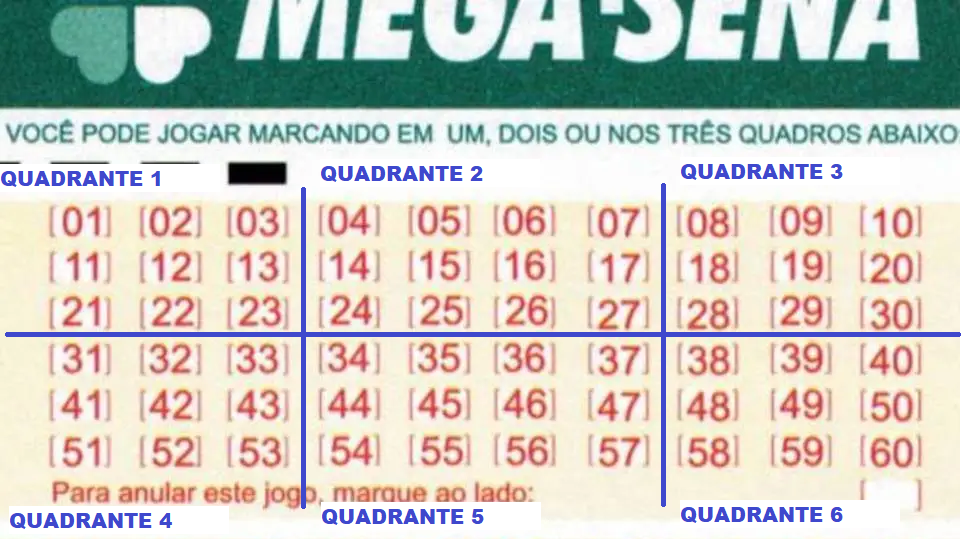 MEGA-SENA
VOCÊ PODE JOGAR MARCANDO EM UM, DOIS OU NOS TRÊS QUADROS ABAIXO:
QUADRANTE 1 QUADRANTE 2 QUADRANTE 3
[01] [02] [03] [04] [05] [06] [07] [08] [09] [10]
[11] [12] [13] [14] [15] [16] [17] [18] [19] [20]
[21] [22] [23] [24] [25] [26] [27] [28] [29] [30]
[31] [32] [33] [34] [35] [36] [37] [38] [39] [40]
[41] [42] [43] [44] [45] [46] [47] [48] [49] [50]
[51] [52] [53] [54] [55] [56] [57] [58] [59] [60]
Para anular este jogo, marque ao lado: [ ]
QUADRANTE 4 QUADRANTE 5 QUADRANTE 6